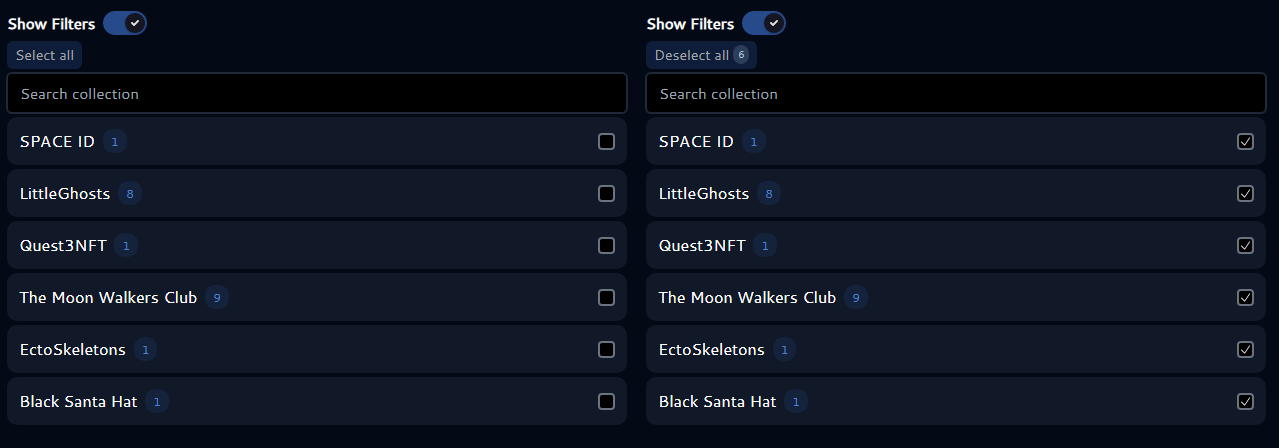 Show Filters
Select all
Search collection
SPACE ID 1
LittleGhosts 8
Quest3NFT 1
The Moon Walkers Club 9
EctoSkeletons 1
Black Santa Hat 1
Show Filters
Deselect all 6
Search collection
SPACE ID 1
LittleGhosts 8
Quest3NFT 1
The Moon Walkers Club 9
EctoSkeletons 1
Black Santa Hat 1